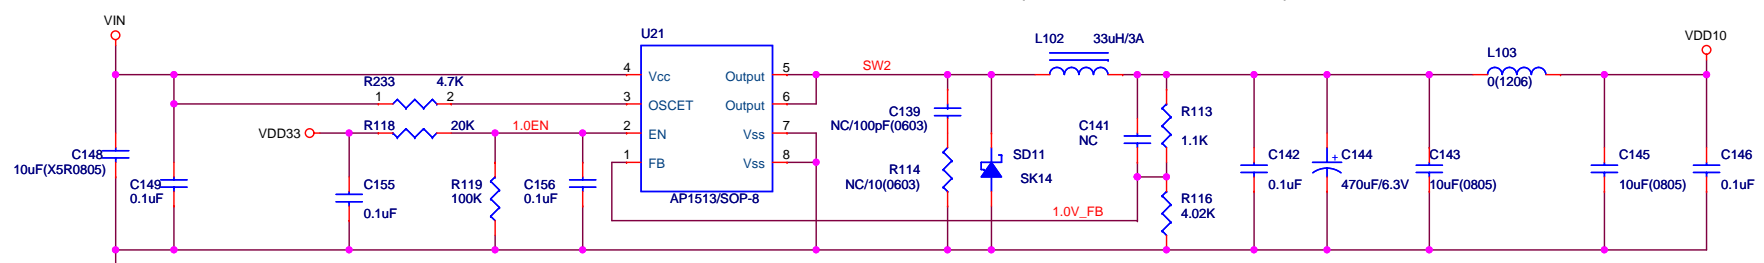 VIN
U21
L102 33uH/3A
VDD10
L103
0(1206)
4 Vcc Output 5
SW2
R233 4.7K
1 2
3 OSCET Output 6
C139
NC/100pF(0603)
R113
1.1K
VDD33
R118 20K
1.0EN
2 EN Vss 7
C141
NC
C148
10uF(X5R0805)
1 FB Vss 8
SD11
SK14
C142
0.1uF
+
C144
470uF/6.3V
C143
10uF(0805)
C145
10uF(0805)
C146
0.1uF
R114
NC/10(0603)
C149
0.1uF
C155
0.1uF
R119
100K
C156
0.1uF
AP1513/SOP-8
1.0V_FB
R116
4.02K